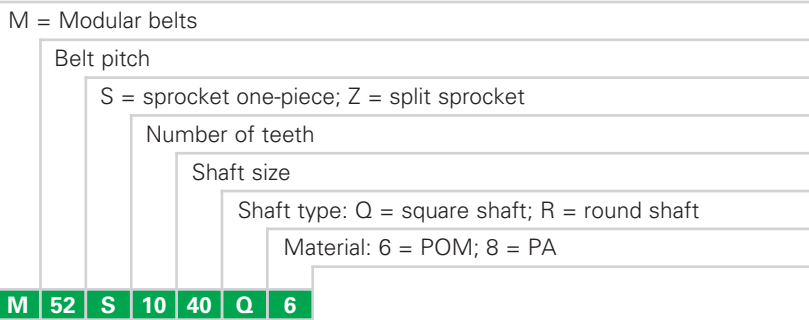 M = Modular belts
Belt pitch
S = sprocket one-piece; Z = split sprocket
Number of teeth
Shaft size
Shaft type: Q = square shaft; R = round shaft
Material: 6 = POM; 8 = PA
M 52 S 10 40 Q 6